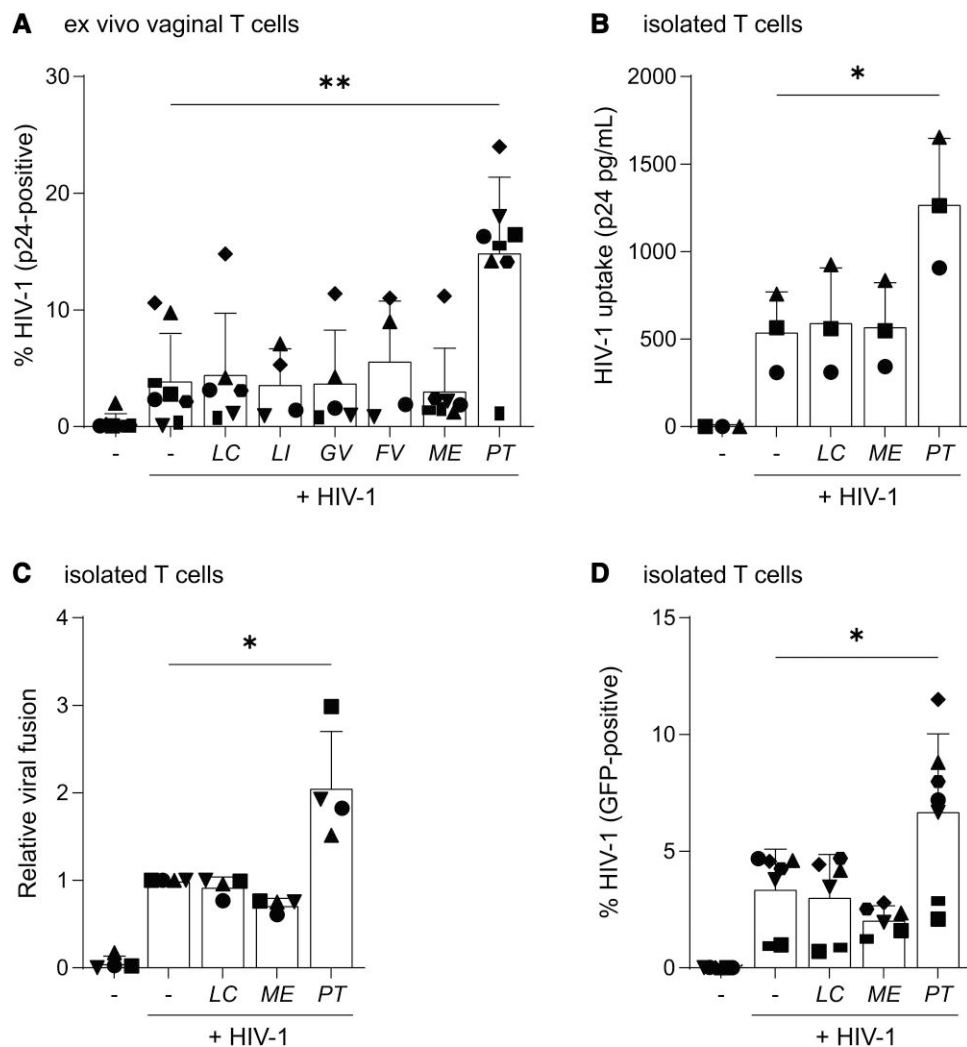 A ex vivo vaginal T cells
% HIV-1 (p24-positive)
30
20
10
0
**
- - LC LI GV FV ME PT
+ HIV-1
B isolated T cells
HIV-1 uptake (p24 pg/mL)
2000
1500
1000
500
0
*
- - LC ME PT
+ HIV-1
C isolated T cells
Relative viral fusion
4
3
2
1
0
*
- - LC ME PT
+ HIV-1
D isolated T cells
% HIV-1 (GFP-positive)
15
10
5
0
*
- - LC ME PT
+ HIV-1